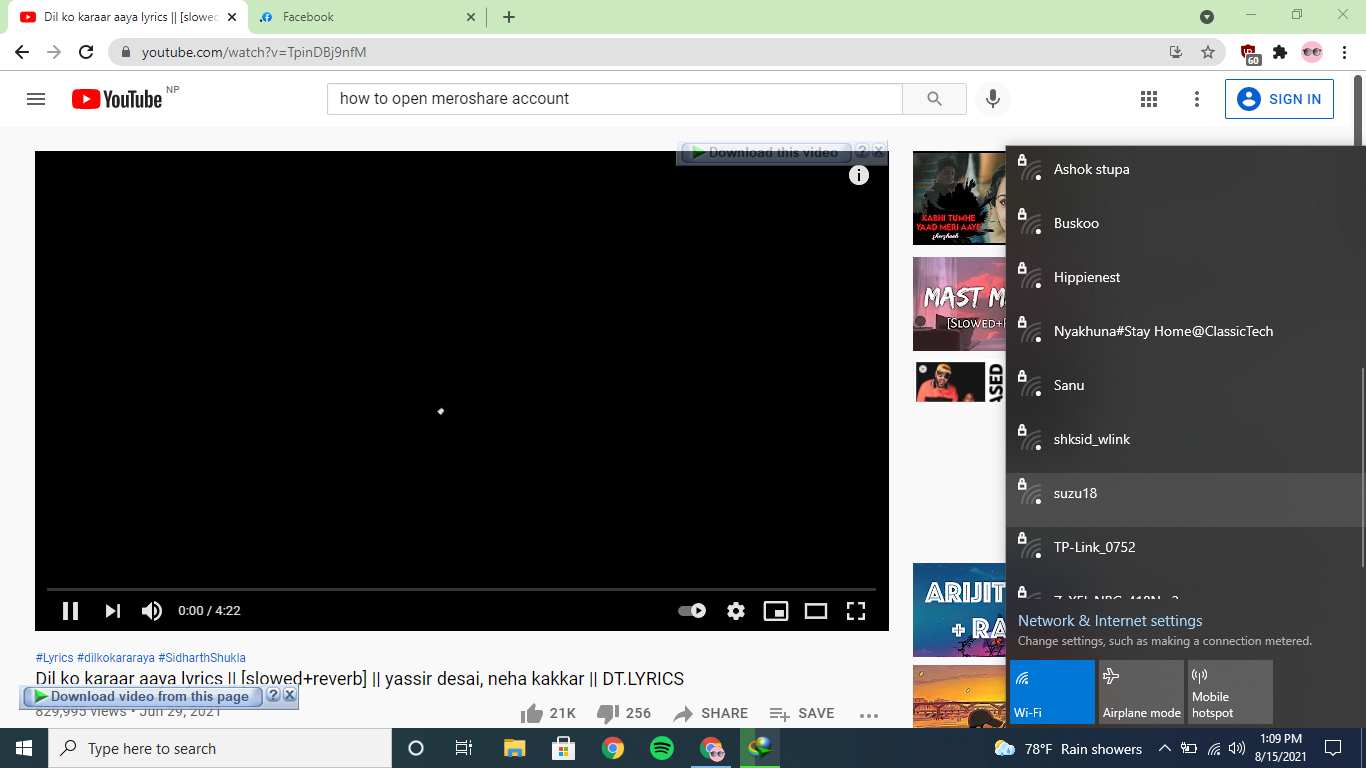 Dil ko karaar aaya lyrics || [slowed
Facebook
youtube.com/watch?v=TpinDBj9nfM
60
YouTube NP
how to open meroshare account
SIGN IN
Download this video
KABHI TUMHE
YAAD MERI AAYE
MAST M
[SLOWED+
ASED
ARIJIT
+ RA
0:00 / 4:22
#Lyrics #dilkokararaya #SidharthShukla
Dil ko karaar aaya lyrics || [slowed+reverb] || yassir desai, neha kakkar || DT.LYRICS
Download video from this page
829,995 views • Jun 29, 2021
21K
256
SHARE
SAVE
Ashok stupa
Buskoo
Hippienest
Nyakhuna#Stay Home@ClassicTech
Sanu
shksid_wlink
suzu18
TP-Link_0752
Network & Internet settings
Change settings, such as making a connection metered.
Wi-Fi
Airplane mode
Mobile
hotspot
Type here to search
78°F Rain showers
1:09 PM
8/15/2021